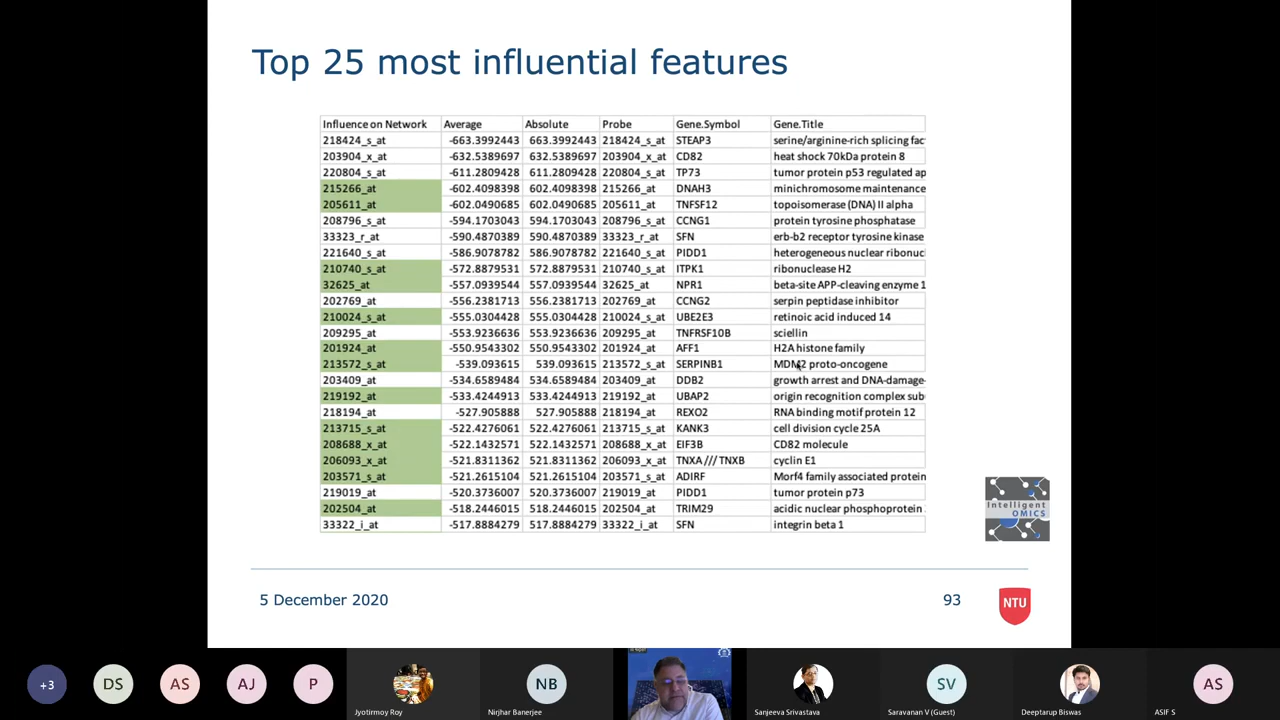 Top 25 most influential features
Influence on Network Average Absolute Probe Gene.Symbol Gene.Title
218424_s_at -663.3992443 663.3992443 218424_s_at STEAP3 serine/arginine-rich splicing fac
203904_x_at -632.5389697 632.5389697 203904_x_at CD82 heat shock 70kDa protein 8
220804_s_at -611.2809428 611.2809428 220804_s_at TP73 tumor protein p53 regulated ap
215266_at -602.4098398 602.4098398 215266_at DNAH3 minichromosome maintenance
205611_at -602.0490685 602.0490685 205611_at TNFSF12 topoisomerase (DNA) II alpha
208796_s_at -594.1703043 594.1703043 208796_s_at CCNG1 protein tyrosine phosphatase
33323_r_at -590.4870389 590.4870389 33323_r_at SFN erb-b2 receptor tyrosine kinase
221640_s_at -586.9078782 586.9078782 221640_s_at PIDD1 heterogeneous nuclear ribonucl
210740_s_at -572.8879531 572.8879531 210740_s_at ITPK1 ribonuclease H2
32625_at -557.0939544 557.0939544 32625_at NPR1 beta-site APP-cleaving enzyme 1
202769_at -556.2381713 556.2381713 202769_at CCNG2 serpin peptidase inhibitor
210024_s_at -555.0304428 555.0304428 210024_s_at UBE2E3 retinoic acid induced 14
209295_at -553.9236636 553.9236636 209295_at TNFRSF10B sciellin
201924_at -550.9543302 550.9543302 201924_at AFF1 H2A histone family
213572_s_at -539.093615 539.093615 213572_s_at SERPINB1 MDM2 proto-oncogene
203409_at -534.6589484 534.6589484 203409_at DDB2 growth arrest and DNA-damage-
219192_at -533.4244913 533.4244913 219192_at UBAP2 origin recognition complex sub
218194_at -527.905888 527.905888 218194_at REXO2 RNA binding motif protein 12
213715_s_at -522.4276061 522.4276061 213715_s_at KANK3 cell division cycle 25A
208688_x_at -522.1432571 522.1432571 208688_x_at EIF3B CD82 molecule
206093_x_at -521.8311362 521.8311362 206093_x_at TNXA /// TNXB cyclin E1
203571_s_at -521.2615104 521.2615104 203571_s_at ADIRF Morf4 family associated protein
219019_at -520.3736007 520.3736007 219019_at PIDD1 tumor protein p73
202504_at -518.2446015 518.2446015 202504_at TRIM29 acidic nuclear phosphoprotein
33322_i_at -517.8884279 517.8884279 33322_i_at SFN integrin beta 1
Intelligent
OMICS
5 December 2020 93 NTU
+3 DS AS AJ P NB SV AS
Jyotirmoy Roy Nirjhar Banerjee Sanjeeva Srivastava Saravanan V (Guest) Deeptarup Biswas ASIF S